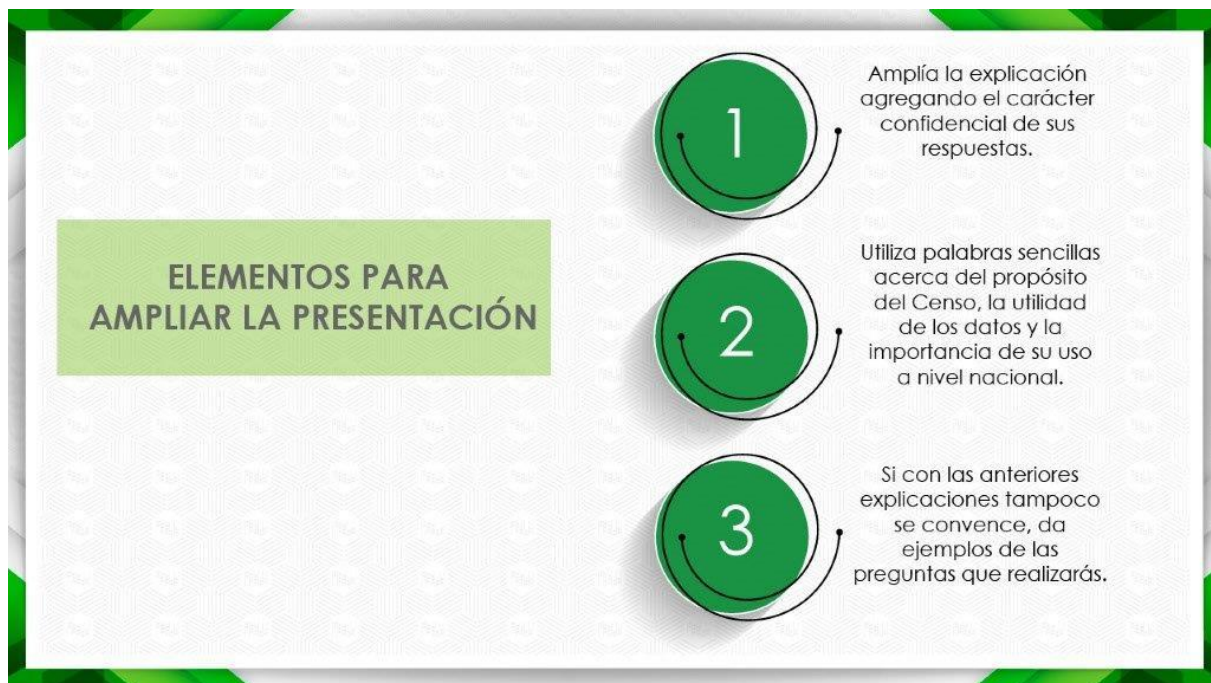 ELEMENTOS PARA
AMPLIAR LA PRESENTACIÓN
1
Amplía la explicación
agregando el carácter
confidencial de sus
respuestas.
2
Utiliza palabras sencillas
acerca del propósito
del Censo, la utilidad
de los datos y la
importancia de su uso
a nivel nacional.
3
Si con las anteriores
explicaciones tampoco
se convence, da
ejemplos de las
preguntas que realizarás.